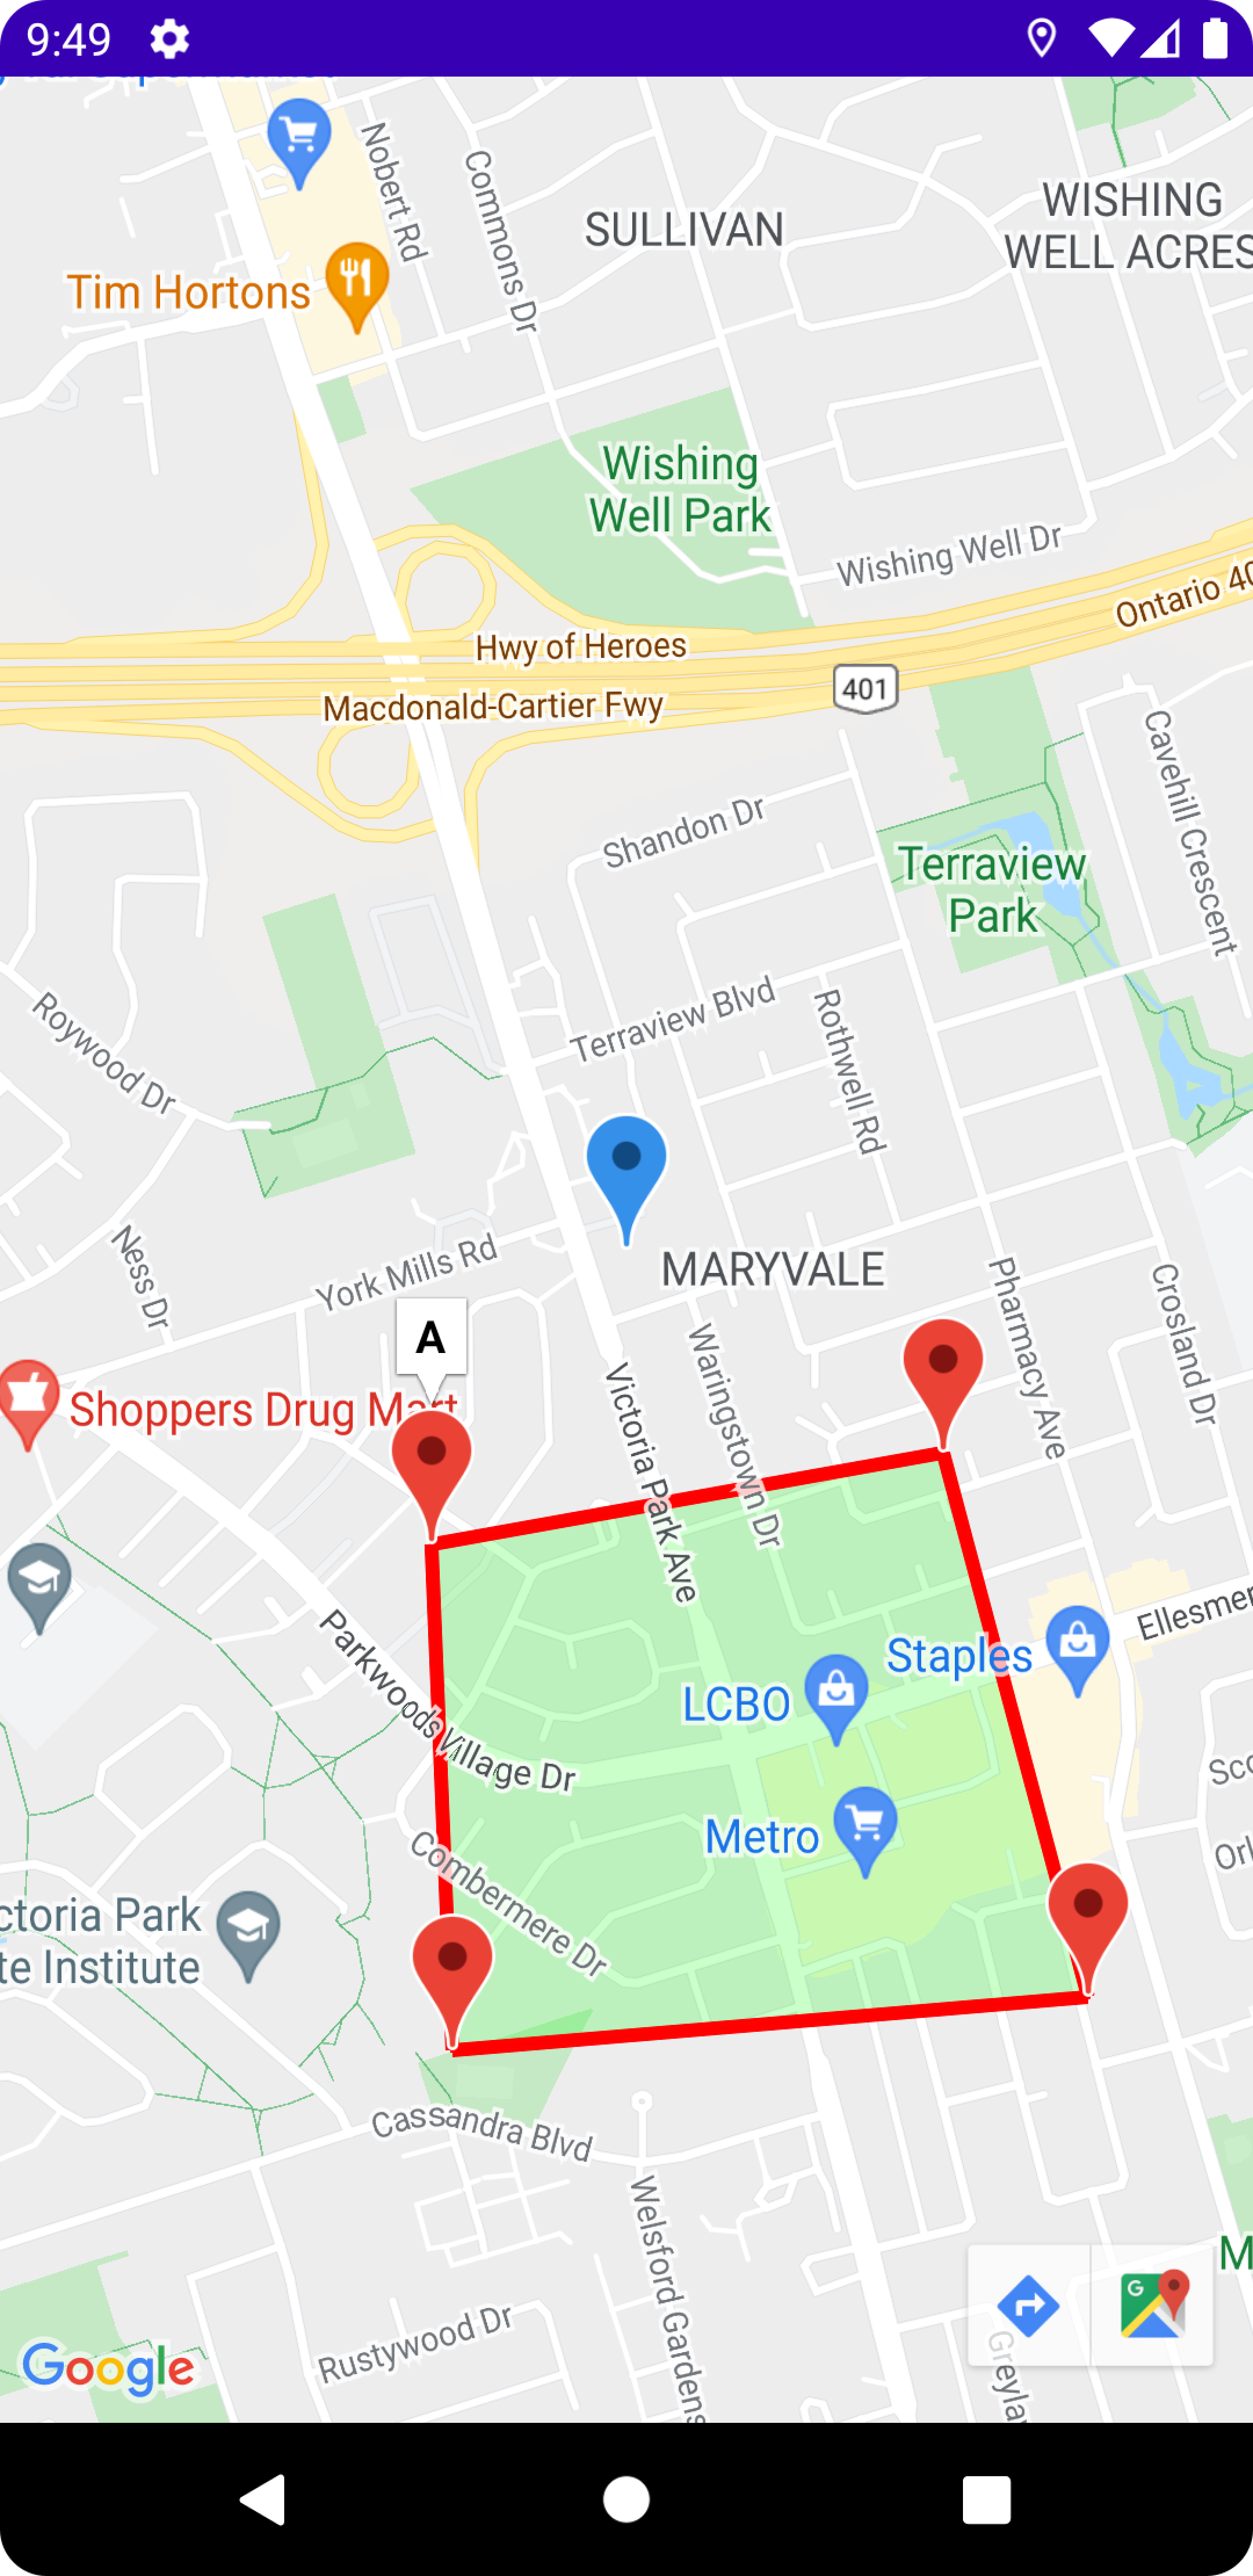 9:49
Nobert Rd
Commons Dr
SULLIVAN
WISHING
WELL ACRES
Tim Hortons
Wishing
Well Park
Wishing Well Dr
Ontario 40
Hwy of Heroes
401
Macdonald-Cartier Fwy
Cavehill Crescent
Shandon Dr
Terraview
Park
Roywood Dr
Terraview Blvd
Rothwell Rd
Ness Dr
York Mills Rd
MARYVALE
Pharmacy Ave
Crosland Dr
A
Waringstown Dr
Victoria Park Ave
Shoppers Drug Mart
Parkwoods Village Dr
Ellesmer
Staples
LCBO
Sco
Metro
Orl
Combermere Dr
ctoria Park
te Institute
Cassandra Blvd
Welsford Gardens
M
G
Rustywood Dr
Greyla
Google